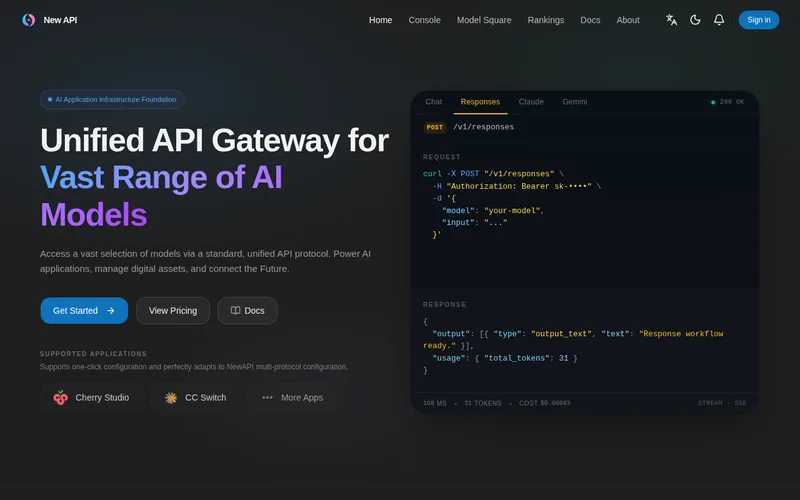 New API
Home Console Model Square Rankings Docs About
Sign in
AI Application Infrastructure Foundation
Unified API Gateway for
Vast Range of AI
Models
Access a vast selection of models via a standard, unified API protocol. Power AI
applications, manage digital assets, and connect the Future.
Get Started
View Pricing
Docs
SUPPORTED APPLICATIONS
Supports one-click configuration and perfectly adapts to NewAPI multi-protocol configuration.
Cherry Studio
CC Switch
More Apps
Chat Responses Claude Gemini 200 OK
POST /v1/responses
REQUEST
curl -X POST "/v1/responses" \
-H "Authorization: Bearer sk-••••" \
-d '{
"model": "your-model",
"input": "..."
}'
RESPONSE
{
"output": [{ "type": "output_text", "text": "Response workflow
ready." }],
"usage": { "total_tokens": 31 }
}
168 MS • 31 TOKENS • COST $0.00093 STREAM · SSE